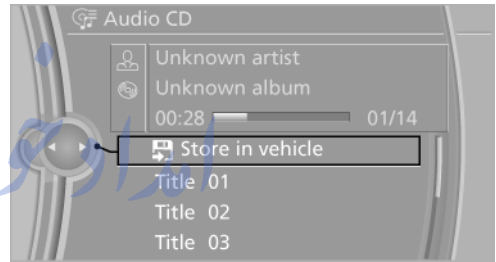 Audio CD
Unknown artist
Unknown album
00:28 01/14
Store in vehicle
Title 01
Title 02
Title 03